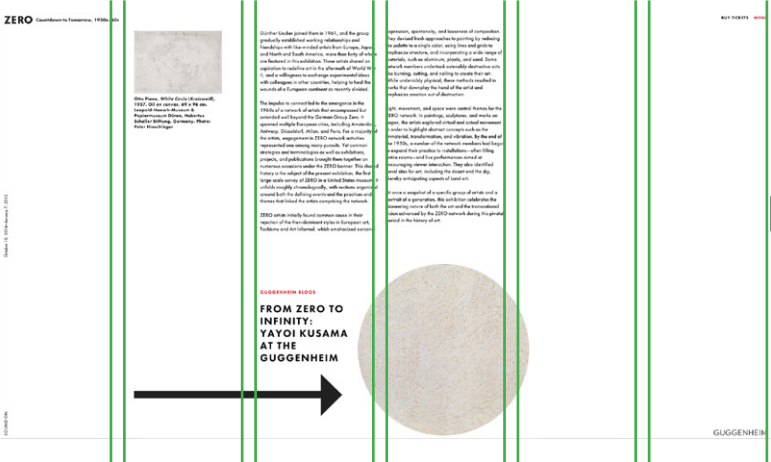 ZERO Countdown to Tomorrow, 1950s–60s
BUY TICKETS
Otto Piene, White Circle (Kreisweiß),
1957. Oil on canvas, 69 x 96 cm.
Leopold-Hoesch-Museum &
Papiermuseum Düren, Hubertus
Scholler Stiftung, Germany. Photo:
Peter Hinschläger
Günther Uecker joined them in 1961, and the group
gradually established working relationships and
friendships with like-minded artists from Europe, Japan
and North and South America, more than forty of whom
are featured in this exhibition. These artists shared an
aspiration to redefine art in the aftermath of World War
II, and a willingness to exchange experimental ideas
with colleagues in other countries, helping to heal the
wounds of a European continent so recently divided.
The impulse to connect led to the emergence in the
1960s of a network of artists that encompassed but
extended well beyond the German Group Zero. It
spanned multiple European cities, including Amsterdam
Antwerp, Düsseldorf, Milan, and Paris. For a majority of
the artists, engagement in ZERO network activities
represented one among many pursuits. Yet common
strategies and terminologies as well as exhibitions,
projects, and publications brought them together on
numerous occasions under the ZERO banner. This shared
history is the subject of the present exhibition, the first
large scale survey of ZERO in a United States museum. It
unfolds roughly chronologically, with sections organized
around both the defining events and the practices and
themes that linked the artists comprising the network.
ZERO artists initially found common cause in their
rejection of the then-dominant styles in European art,
Tachisme and Art Informel, which emphasized
expression, spontaneity, and looseness of composition.
They devised fresh approaches to painting by reducing
palette to a single color, using lines and grids to
emphasize structure, and incorporating a wide range of
materials, such as aluminum, plastic, and sand. Some
network members undertook ostensibly destructive acts
like burning, cutting, and nailing to create their art.
While undeniably physical, these methods resulted in
works that downplay the hand of the artist and
emphasize creation out of destruction.
Light, movement, and space were central themes for the
ZERO network. In paintings, sculptures, and works on
paper, the artists explored virtual and actual movement
in order to highlight abstract concepts such as the
immaterial, transformation, and vibration. By the end of
the 1950s, a number of the network members had begun
to expand their practice to installations—often filling
entire rooms—and live performances aimed at
encouraging viewer interaction. They also identified
real sites for art, including the desert and the sky,
thereby anticipating aspects of Land art.
At once a snapshot of a specific group of artists and a
portrait of a generation, this exhibition celebrates the
pioneering nature of both the art and the transnational
vision advanced by the ZERO network during this pivotal
period in the history of art.
October 10, 2014–January 7, 2015
GUGGENHEIM BLOGS
FROM ZERO TO
INFINITY:
YAYOI KUSAMA
AT THE
GUGGENHEIM
SOUND ON
GUGGENHEIM